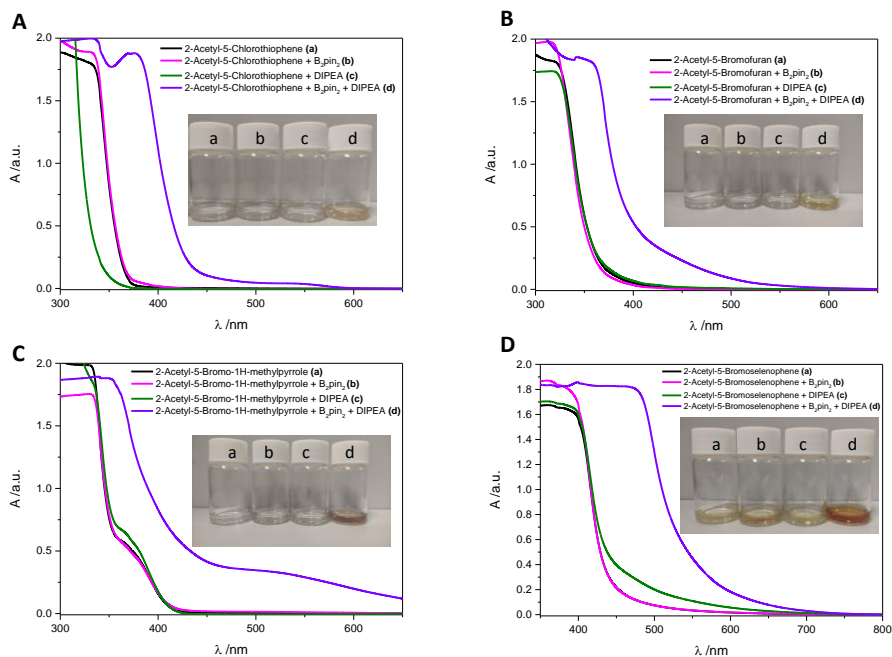 A
2-Acetyl-5-Chlorothiophene (a)
2-Acetyl-5-Chlorothiophene + B₂pin₂ (b)
2-Acetyl-5-Chlorothiophene + DIPEA (c)
2-Acetyl-5-Chlorothiophene + B₂pin₂ + DIPEA (d)
a b c d
A /a.u.
2.0
1.5
1.0
0.5
0.0
300 400 500 600
λ /nm
B
2-Acetyl-5-Bromofuran (a)
2-Acetyl-5-Bromofuran + B₂pin₂ (b)
2-Acetyl-5-Bromofuran + DIPEA (c)
2-Acetyl-5-Bromofuran + B₂pin₂ + DIPEA (d)
a b c d
A /a.u.
2.0
1.5
1.0
0.5
0.0
300 400 500 600
λ /nm
C
2-Acetyl-5-Bromo-1H-methylpyrrole (a)
2-Acetyl-5-Bromo-1H-methylpyrrole + B₂pin₂ (b)
2-Acetyl-5-Bromo-1H-methylpyrrole + DIPEA (c)
2-Acetyl-5-Bromo-1H-methylpyrrole + B₂pin₂ + DIPEA (d)
a b c d
A /a.u.
2.0
1.5
1.0
0.5
0.0
300 400 500 600
λ /nm
D
2-Acetyl-5-Bromoselenophene (a)
2-Acetyl-5-Bromoselenophene + B₂pin₂ (b)
2-Acetyl-5-Bromoselenophene + DIPEA (c)
2-Acetyl-5-Bromoselenophene + B₂pin₂ + DIPEA (d)
a b c d
A /a.u.
2.0
1.8
1.6
1.4
1.2
1.0
0.8
0.6
0.4
0.2
0.0
400 500 600 700 800
λ /nm